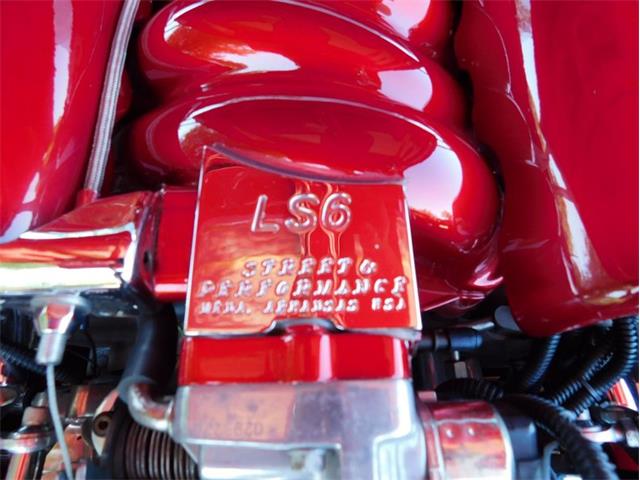 LS6
STREET &
PERFORMANCE
MENA, ARKANSAS USA